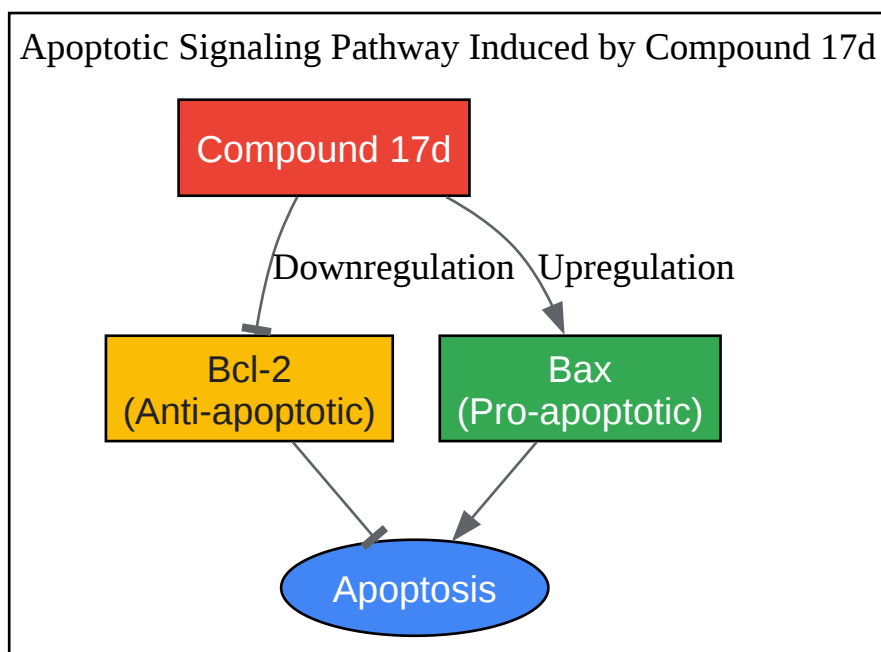 Apoptotic Signaling Pathway Induced by Compound 17d
Compound 17d
Downregulation
Upregulation
Bcl-2
(Anti-apoptotic)
Bax
(Pro-apoptotic)
Apoptosis